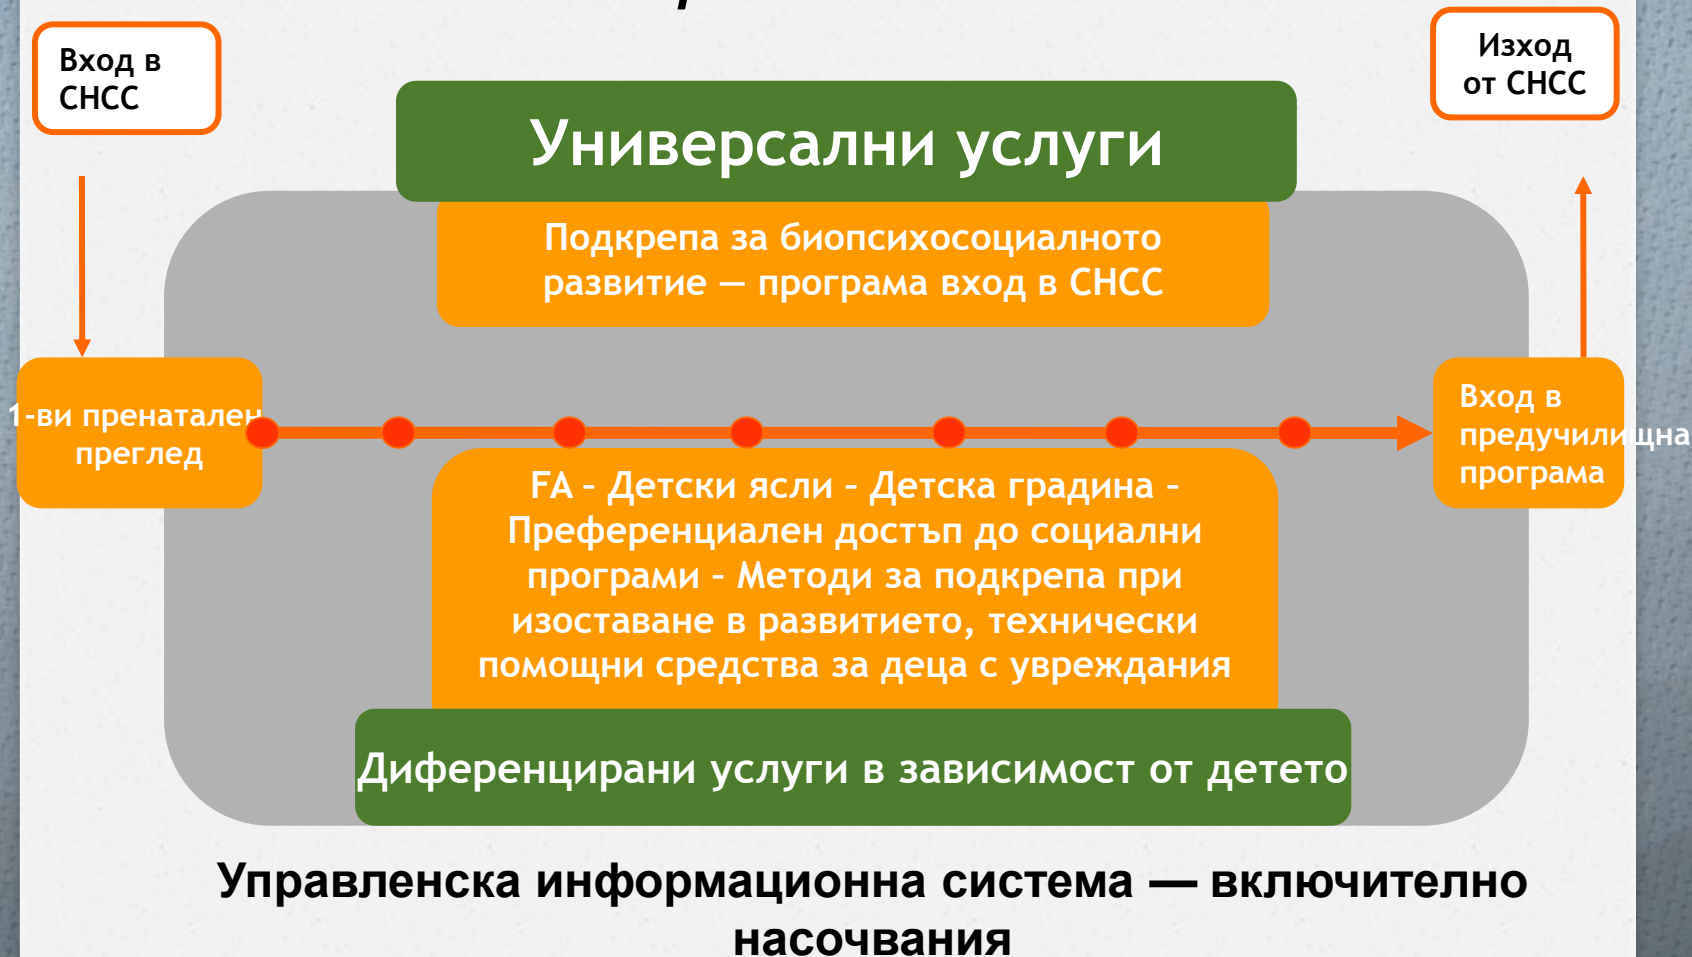 Вход в
СНСС
Изход
от СНСС
Универсални услуги
Подкрепа за биопсихосоциалното
развитие — програма вход в СНСС
1-ви пренатален
преглед
Вход в
предучилищна
програма
FA – Детски ясли – Детска градина –
Преференциален достъп до социални
програми – Методи за подкрепа при
изоставане в развитието, технически
помощни средства за деца с увреждания
Диференцирани услуги в зависимост от детето
Управленска информационна система — включително
насочвания